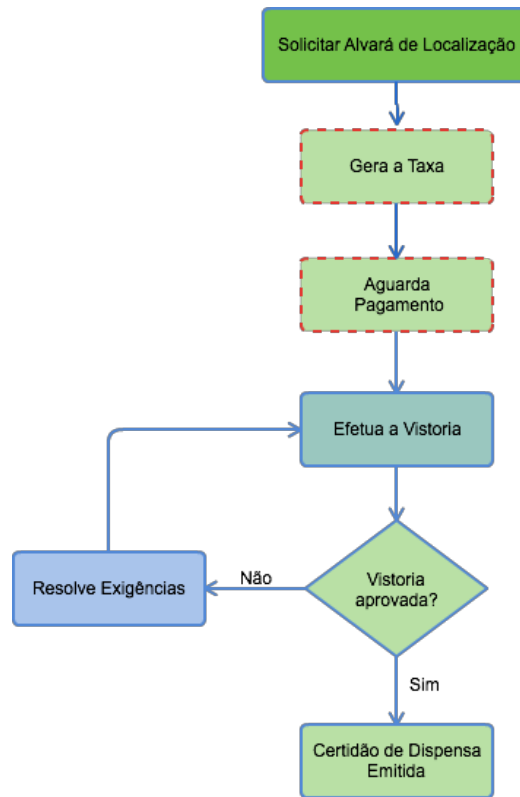 Solicitar Alvará de Localização
Gera a Taxa
Aguarda
Pagamento
Efetua a Vistoria
Vistoria
aprovada?
Não
Resolve Exigências
Sim
Certidão de Dispensa
Emitida